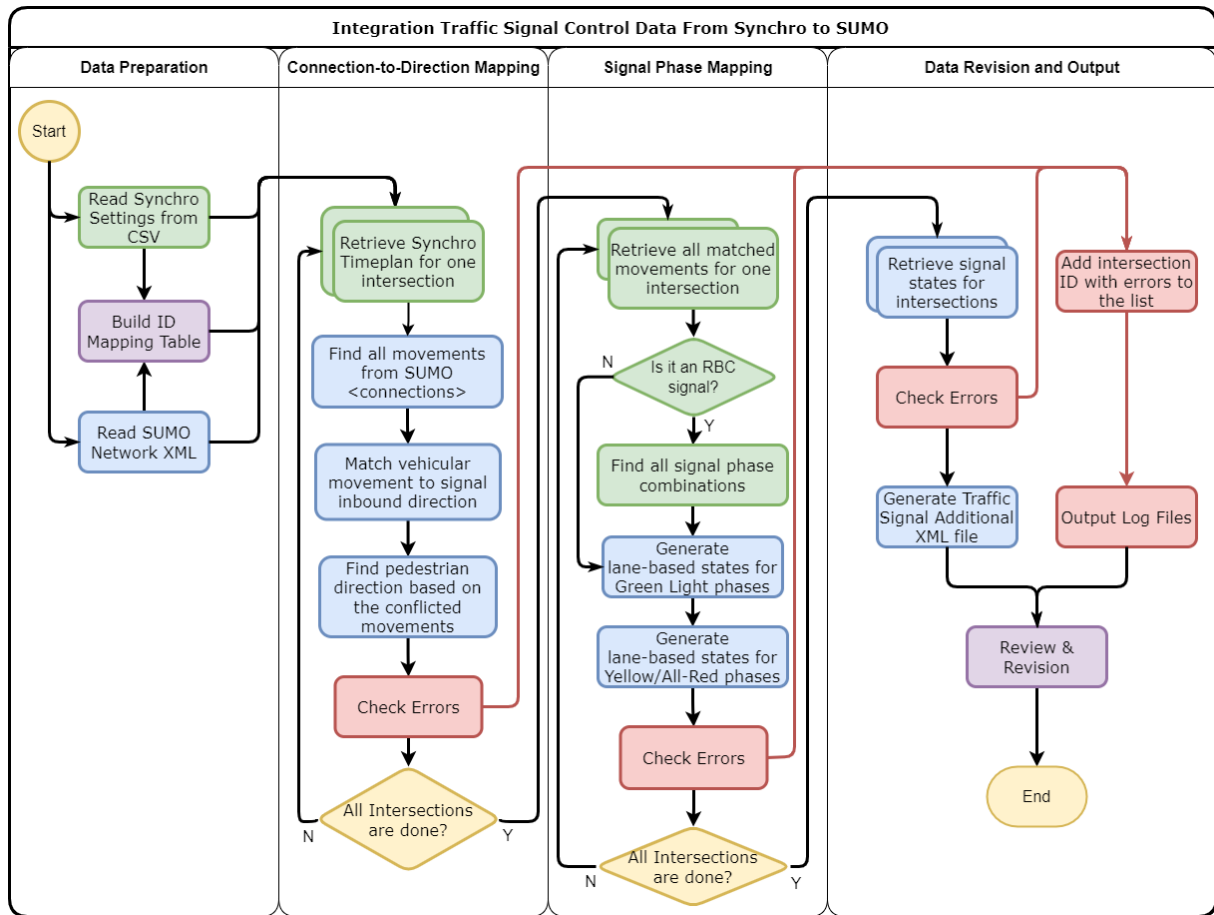 Integration Traffic Signal Control Data From Synchro to SUMO
Data Preparation
Connection-to-Direction Mapping
Signal Phase Mapping
Data Revision and Output
Start
Read Synchro
Settings from
CSV
Build ID
Mapping Table
Read SUMO
Network XML
Retrieve Synchro
Timeplan for one
intersection
Find all movements
from SUMO
<connections>
Match vehicular
movement to signal
inbound direction
Find pedestrian
direction based on
the conflicted
movements
Check Errors
All Intersections
are done?
N
Y
Retrieve all matched
movements for one
intersection
Is it an RBC
signal?
N
Y
Find all signal phase
combinations
Generate
lane-based states for
Green Light phases
Generate
lane-based states for
Yellow/All-Red phases
Check Errors
All Intersections
are done?
N
Y
Retrieve signal
states for
intersections
Check Errors
Generate Traffic
Signal Additional
XML file
Add intersection
ID with errors to
the list
Output Log Files
Review &
Revision
End